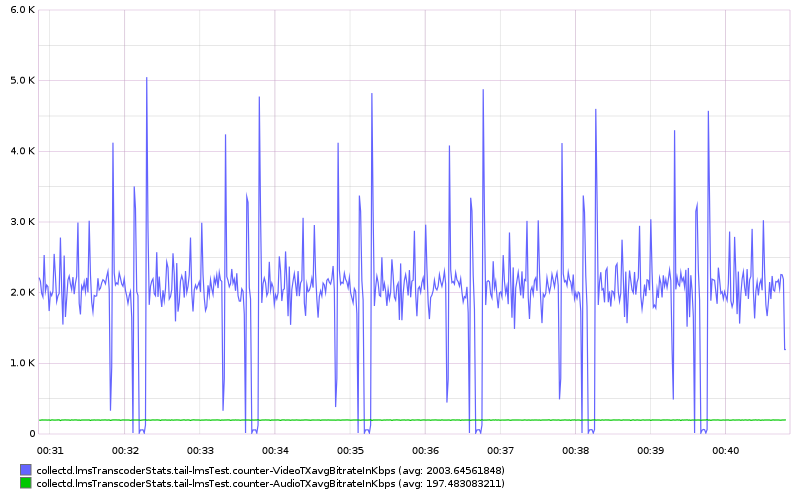 6.0 K
5.0 K
4.0 K
3.0 K
2.0 K
1.0 K
0
00:31 00:32 00:33 00:34 00:35 00:36 00:37 00:38 00:39 00:40
collectd.lmsTranscoderStats.tail-lmsTest.counter-VideoTXavgBitrateInKbps (avg: 2003.64561848)
collectd.lmsTranscoderStats.tail-lmsTest.counter-AudioTXavgBitrateInKbps (avg: 197.483083211)